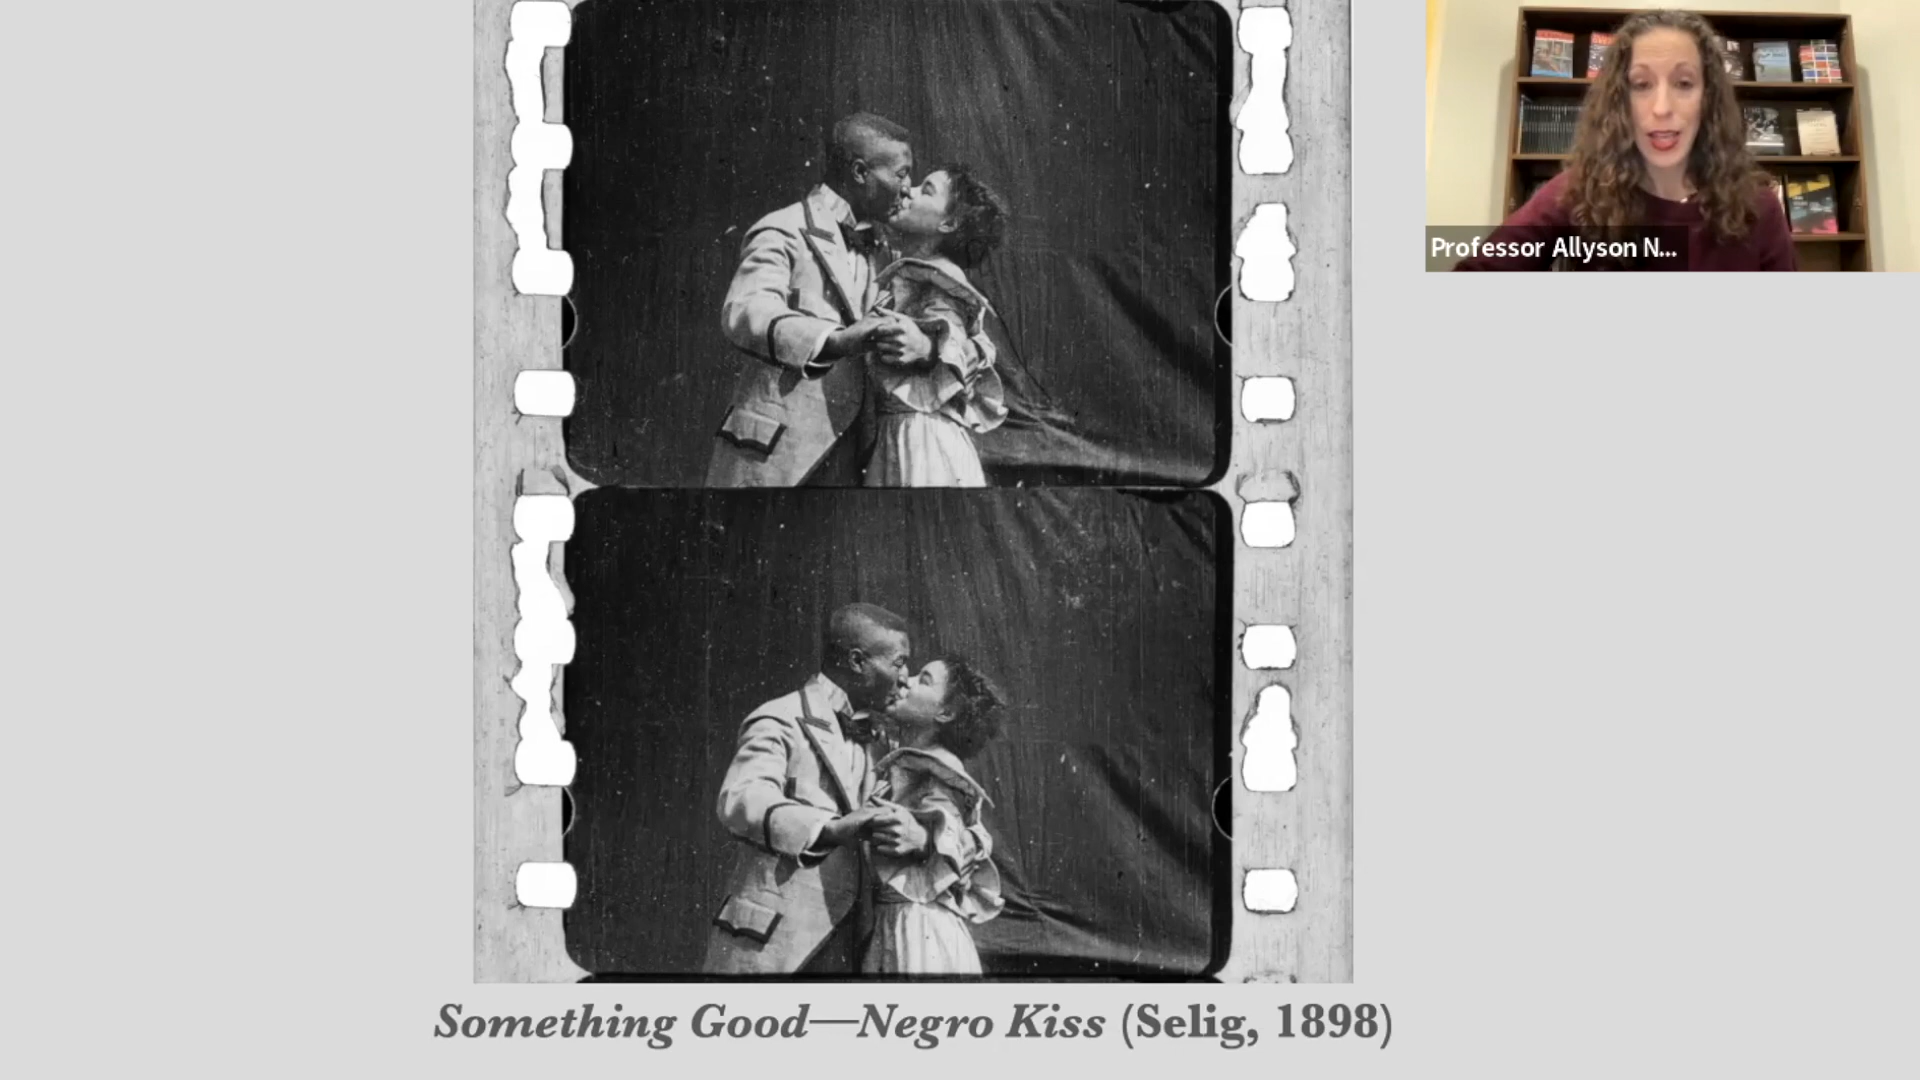 Professor Allyson N...
Something Good—Negro Kiss (Selig, 1898)